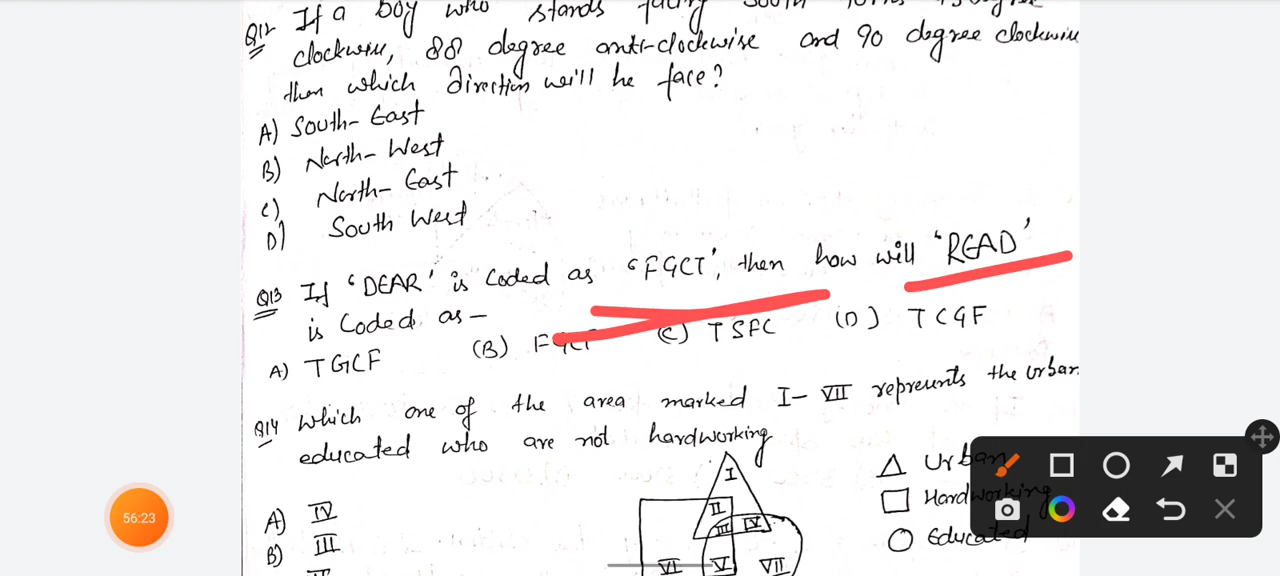 Q12 If a boy who stands facing South
clockwise, 88 degree anti-clockwise and 90 degree clockwise
then which direction will he face?
A) South-East
B) North-West
C) North-East
D) South West
Q13 If 'DEAR' is coded as 'FGCT', then how will 'READ'
is coded as —
A) TGCF (B) FGCT (C) TSFC (D) TCGF
Q14 Which one of the area marked I- VII represents the urban
educated who are not hardworking
A) IV
B) III
I
II
III IV
VI V VII
△ Urban
□ Hardworking
○ Educated
56:23